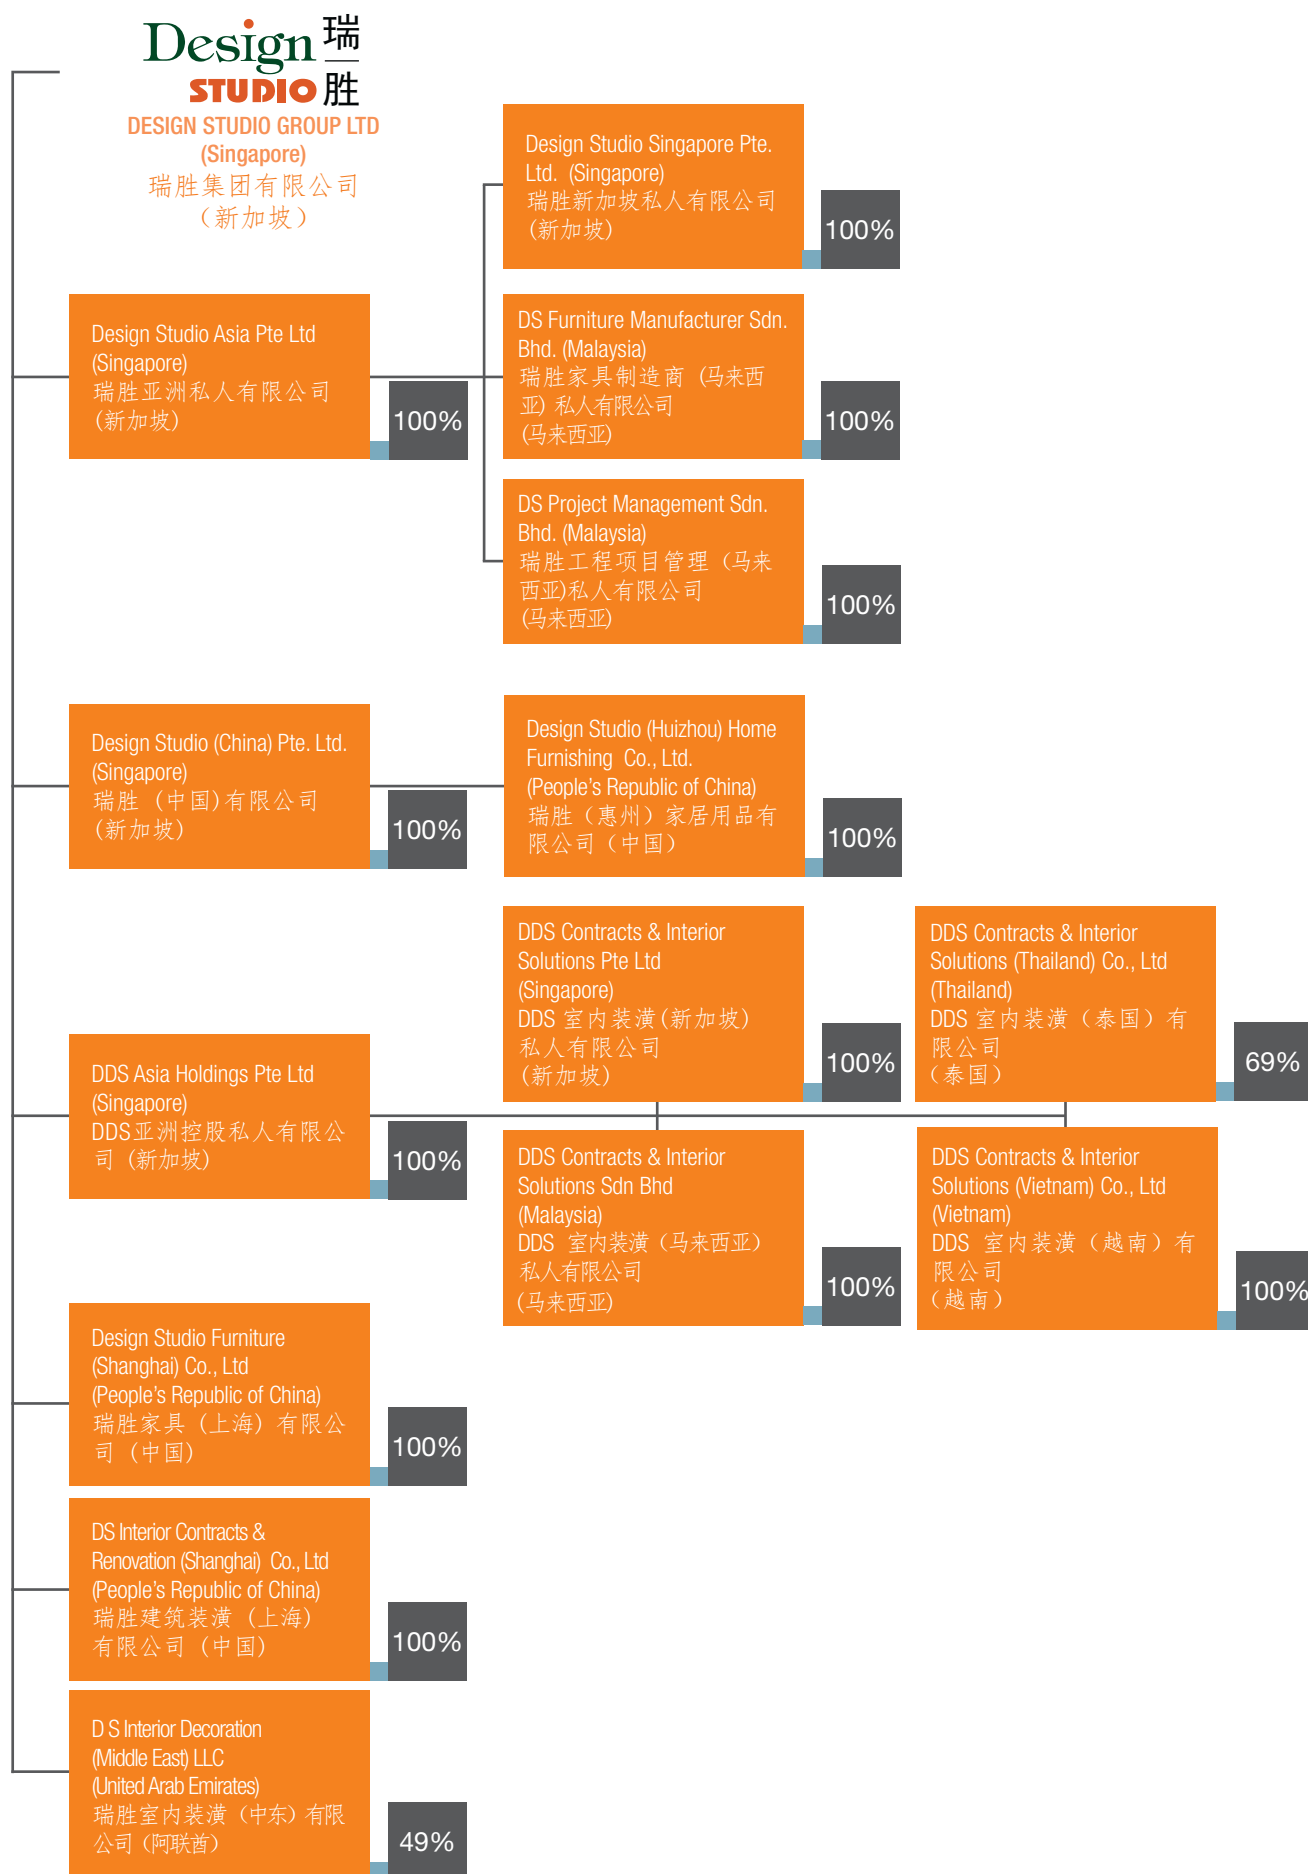 Design 瑞
STUDIO 胜
DESIGN STUDIO GROUP LTD
(Singapore)
瑞胜集团有限公司
（新加坡）
Design Studio Asia Pte Ltd
(Singapore)
瑞胜亚洲私人有限公司
(新加坡)
100%
Design Studio Singapore Pte.
Ltd. (Singapore)
瑞胜新加坡私人有限公司
(新加坡)
100%
DS Furniture Manufacturer Sdn.
Bhd. (Malaysia)
瑞胜家具制造商 (马来西
亚) 私人有限公司
(马来西亚)
100%
DS Project Management Sdn.
Bhd. (Malaysia)
瑞胜工程项目管理 (马来
西亚)私人有限公司
(马来西亚)
100%
Design Studio (China) Pte. Ltd.
(Singapore)
瑞胜 (中国)有限公司
(新加坡)
100%
Design Studio (Huizhou) Home
Furnishing Co., Ltd.
(People's Republic of China)
瑞胜（惠州）家居用品有
限公司（中国）
100%
DDS Asia Holdings Pte Ltd
(Singapore)
DDS亚洲控股私人有限公
司 (新加坡)
100%
DDS Contracts & Interior
Solutions Pte Ltd
(Singapore)
DDS 室内装潢(新加坡)
私人有限公司
(新加坡)
100%
DDS Contracts & Interior
Solutions (Thailand) Co., Ltd
(Thailand)
DDS 室内装潢（泰国）有
限公司
（泰国）
69%
DDS Contracts & Interior
Solutions Sdn Bhd
(Malaysia)
DDS 室内装潢（马来西亚）
私人有限公司
(马来西亚)
100%
DDS Contracts & Interior
Solutions (Vietnam) Co., Ltd
(Vietnam)
DDS 室内装潢（越南）有
限公司
（越南）
100%
Design Studio Furniture
(Shanghai) Co., Ltd
(People's Republic of China)
瑞胜家具 (上海) 有限公
司 (中国)
100%
DS Interior Contracts &
Renovation (Shanghai) Co., Ltd
(People's Republic of China)
瑞胜建筑装潢 (上海)
有限公司 (中国)
100%
D S Interior Decoration
(Middle East) LLC
(United Arab Emirates)
瑞胜室内装潢 (中东) 有限
公司 (阿联酋)
49%